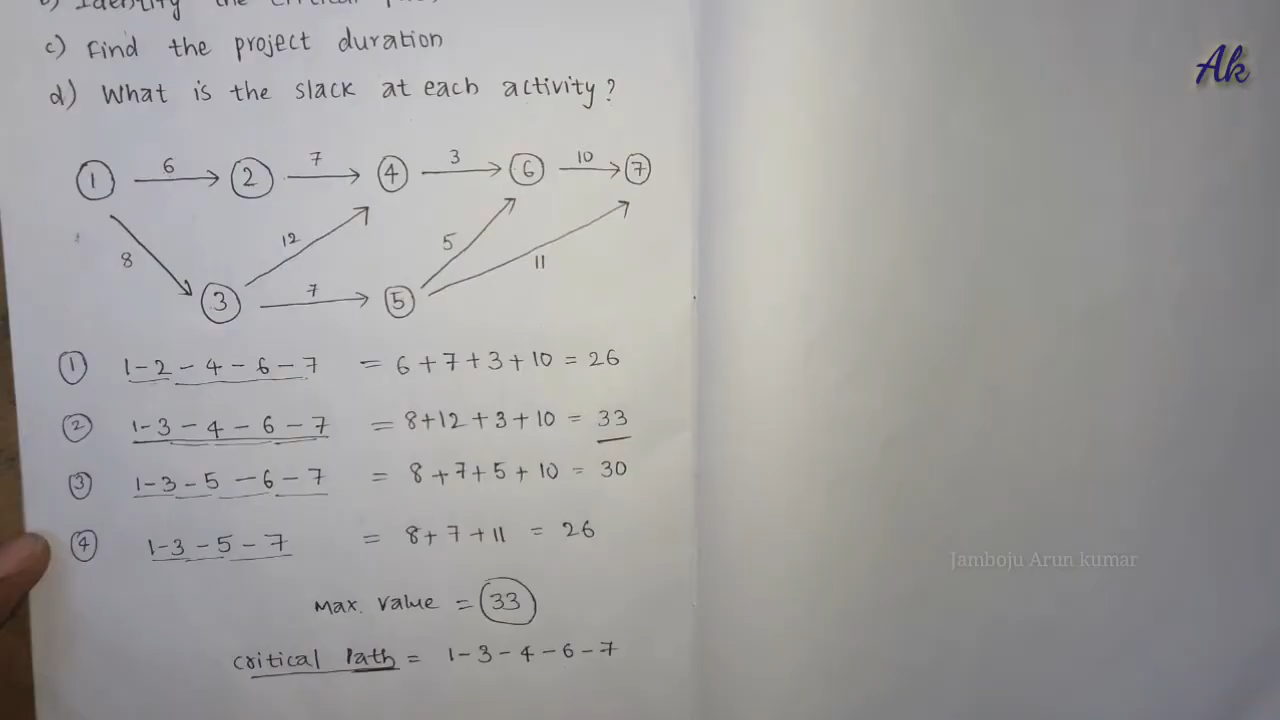 b) Identify the critical path
c) Find the project duration
d) What is the slack at each activity?
Ak
1 6 2 7 4 3 6 10 7
8 12 5 11
3 7 5
1 1-2-4-6-7 = 6+7+3+10 = 26
2 1-3-4-6-7 = 8+12+3+10 = 33
3 1-3-5-6-7 = 8+7+5+10 = 30
4 1-3-5-7 = 8+7+11 = 26
Jamboju Arun kumar
Max. value = 33
Critical Path = 1-3-4-6-7